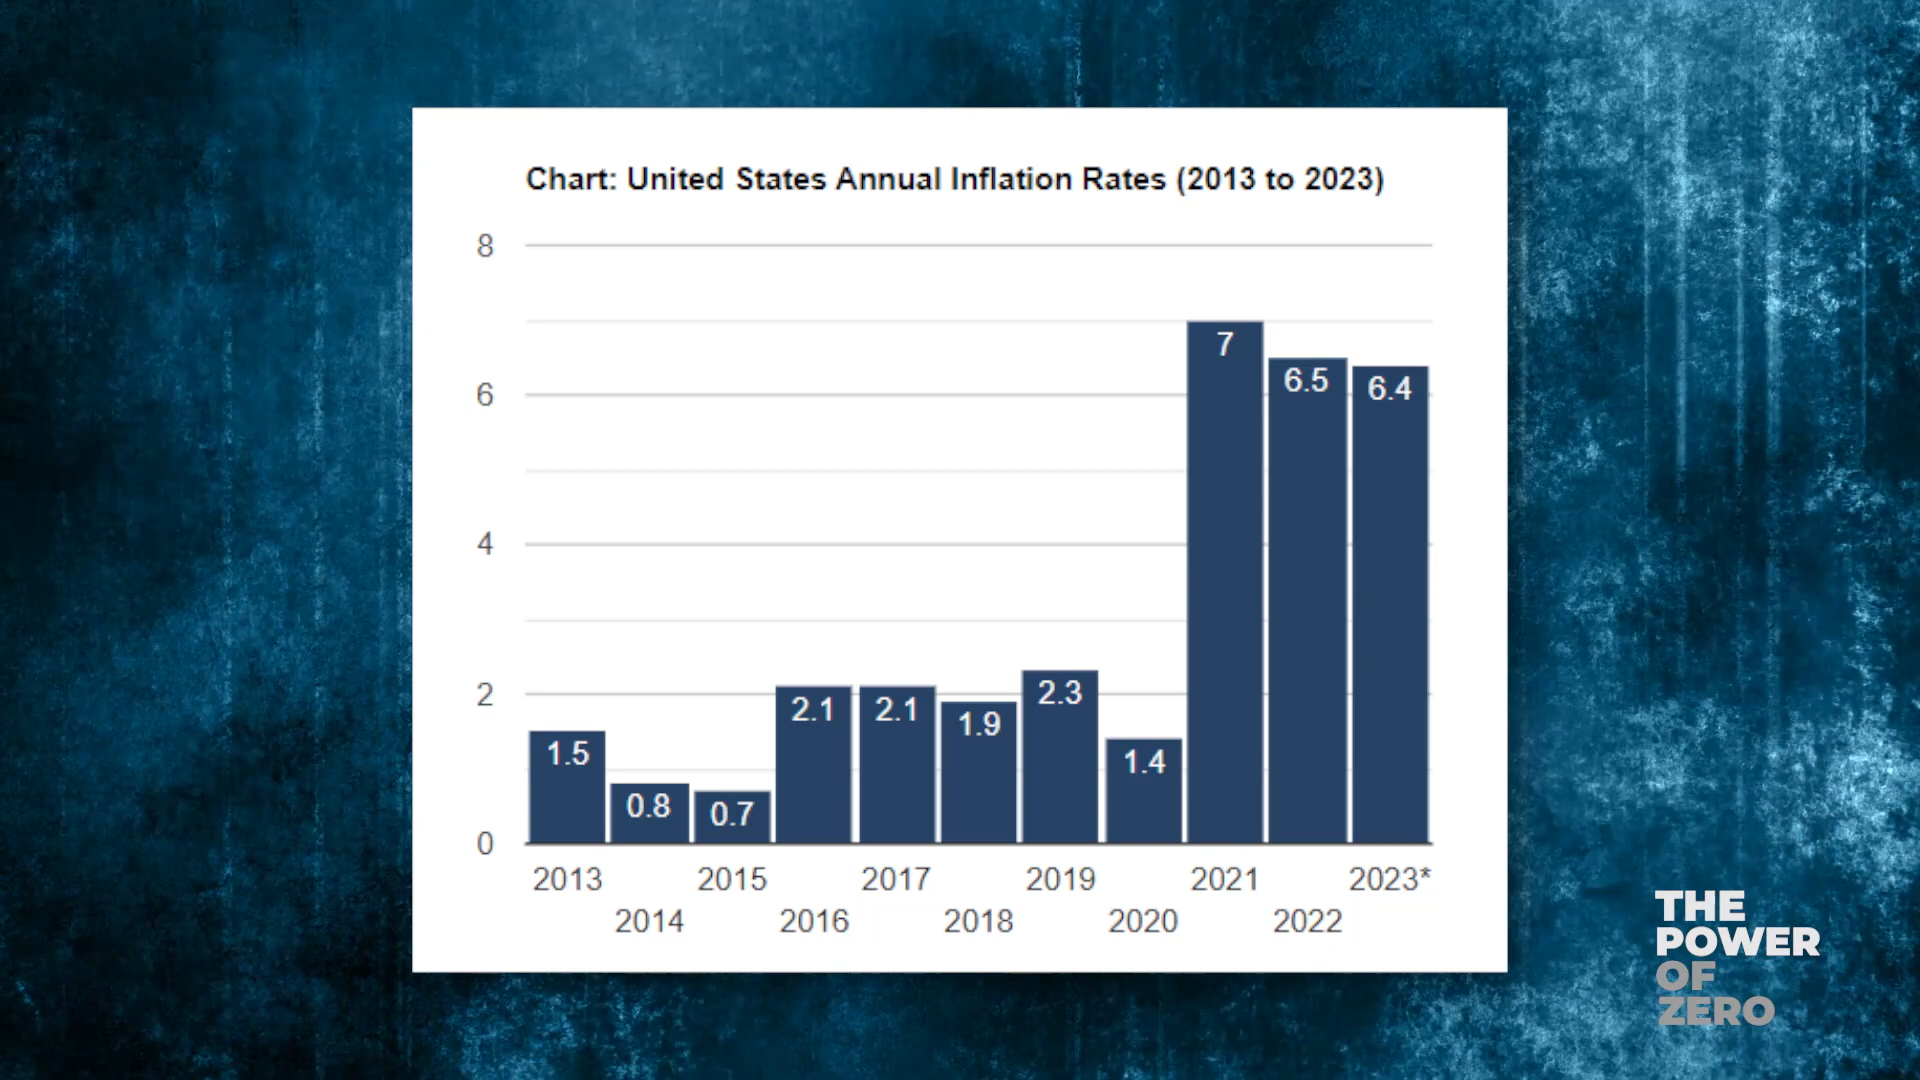 Chart: United States Annual Inflation Rates (2013 to 2023)
8
6
4
2
0
1.5
0.8
0.7
2.1
2.1
1.9
2.3
1.4
7
6.5
6.4
2013 2015 2017 2019 2021 2023*
2014 2016 2018 2020 2022
THE
POWER
OF
ZERO